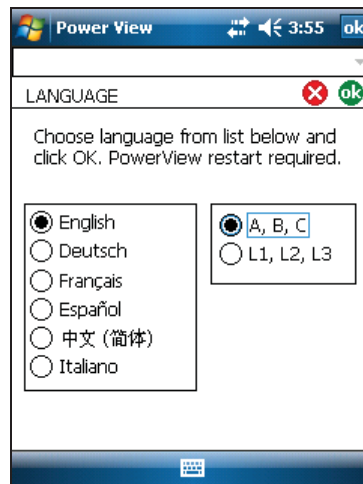 Power View 3:55 ok
LANGUAGE ok
Choose language from list below and
click OK. PowerView restart required.
English
Deutsch
Français
Español
中文 (简体)
Italiano
A, B, C
L1, L2, L3